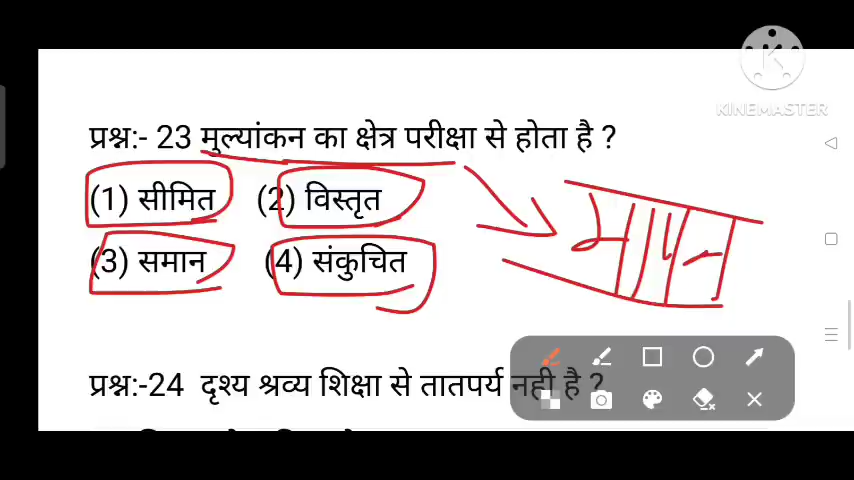 KINEMASTER
प्रश्न:- 23 मुल्यांकन का क्षेत्र परीक्षा से होता है ?
(1) सीमित (2) विस्तृत
(3) समान (4) संकुचित
प्रश्न:-24 दृश्य श्रव्य शिक्षा से तातपर्य नही है ?